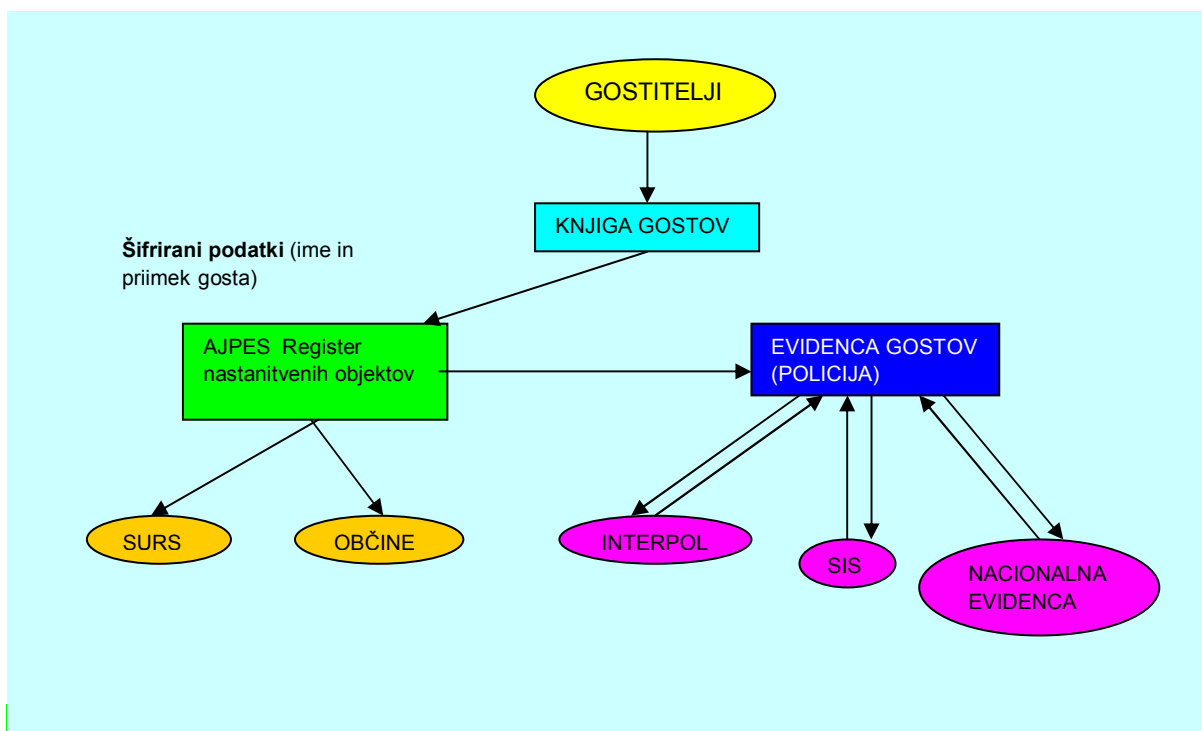 GOSTITELJI
KNJIGA GOSTOV
Šifrirani podatki (ime in
priimek gosta)
AJPES Register
nastanitvenih objektov
EVIDENCA GOSTOV
(POLICIJA)
SURS
OBČINE
INTERPOL
SIS
NACIONALNA
EVIDENCA